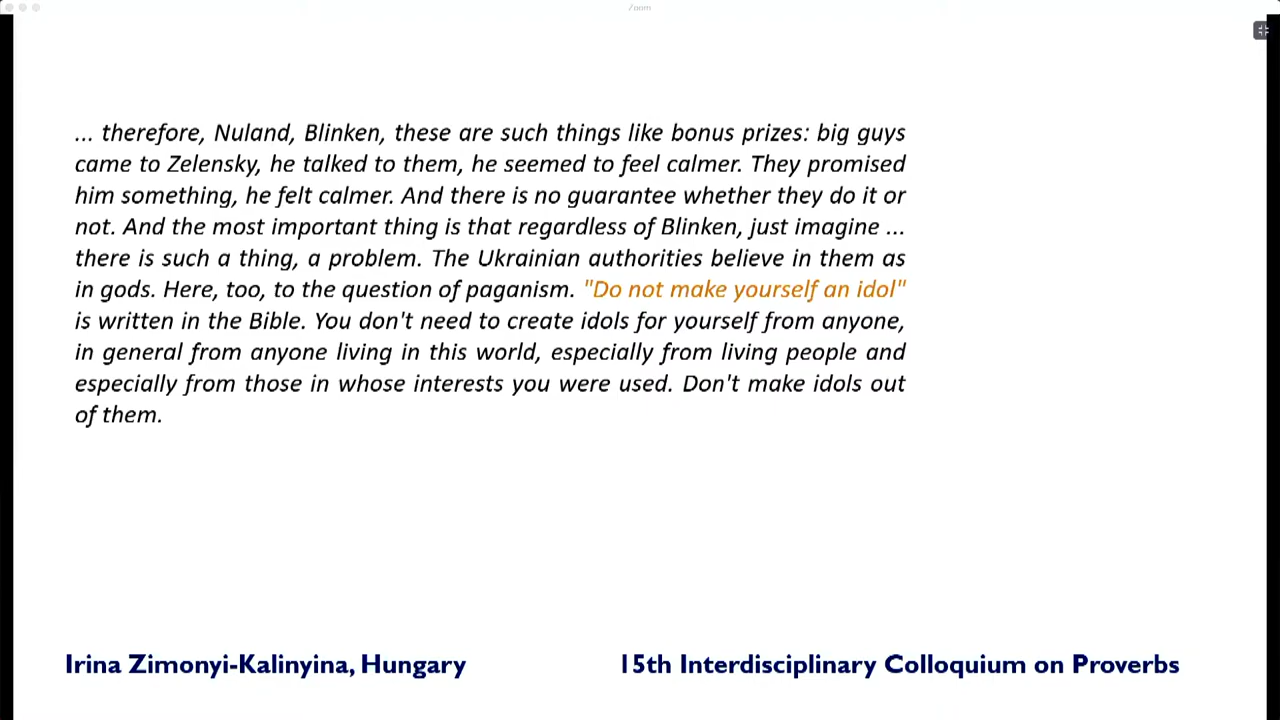 ... therefore, Nuland, Blinken, these are such things like bonus prizes: big guys
came to Zelensky, he talked to them, he seemed to feel calmer. They promised
him something, he felt calmer. And there is no guarantee whether they do it or
not. And the most important thing is that regardless of Blinken, just imagine ...
there is such a thing, a problem. The Ukrainian authorities believe in them as
in gods. Here, too, to the question of paganism. "Do not make yourself an idol"
is written in the Bible. You don't need to create idols for yourself from anyone,
in general from anyone living in this world, especially from living people and
especially from those in whose interests you were used. Don't make idols out
of them.
Irina Zimonyi-Kalinyina, Hungary
15th Interdisciplinary Colloquium on Proverbs